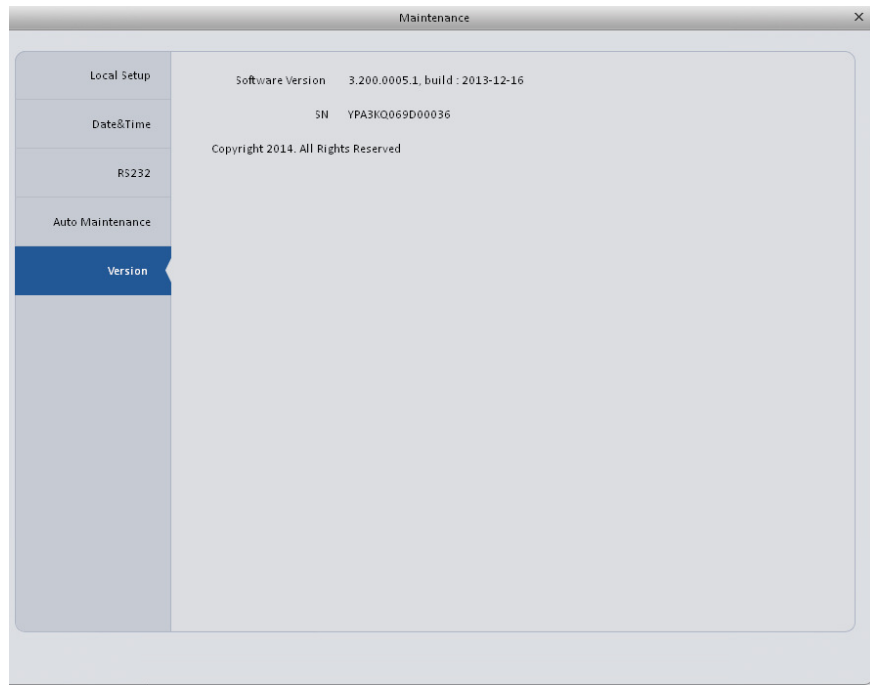 Maintenance
Local Setup
Date&Time
RS232
Auto Maintenance
Version
Software Version 3.200.0005.1, build : 2013-12-16
SN YPA3KQ069D00036
Copyright 2014. All Rights Reserved